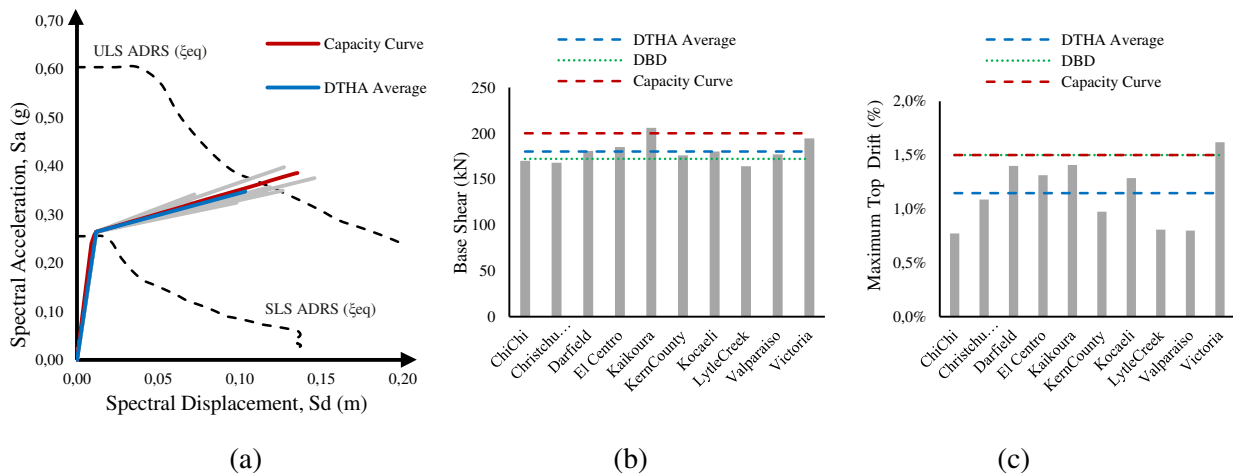 0,70
0,60
0,50
0,40
0,30
0,20
0,10
0,00
0,00
0,05
0,10
0,15
0,20
Spectral Acceleration, Sa (g)
Spectral Displacement, Sd (m)
ULS ADRS (ξeq)
SLS ADRS (ξeq)
Capacity Curve
DTHA Average
(a)
DTHA Average
DBD
Capacity Curve
250
200
150
100
50
0
Base Shear (kN)
ChiChi
Christchu…
Darfield
El Centro
Kaikoura
KernCounty
Kocaeli
LytleCreek
Valparaiso
Victoria
(b)
DTHA Average
DBD
Capacity Curve
2,0%
1,5%
1,0%
0,5%
0,0%
Maximum Top Drift (%)
ChiChi
Christchu…
Darfield
El Centro
Kaikoura
KernCounty
Kocaeli
LytleCreek
Valparaiso
Victoria
(c)